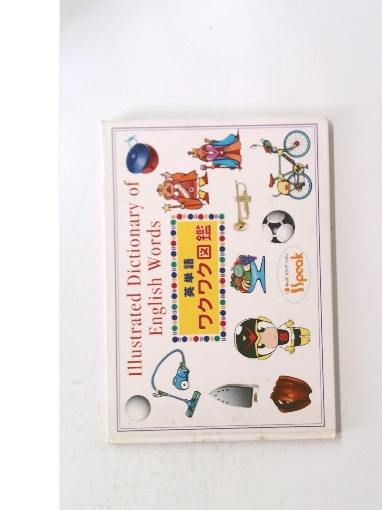 Illustrated Dictionary of
English Words
英単語
ワクワク図鑑
Speak